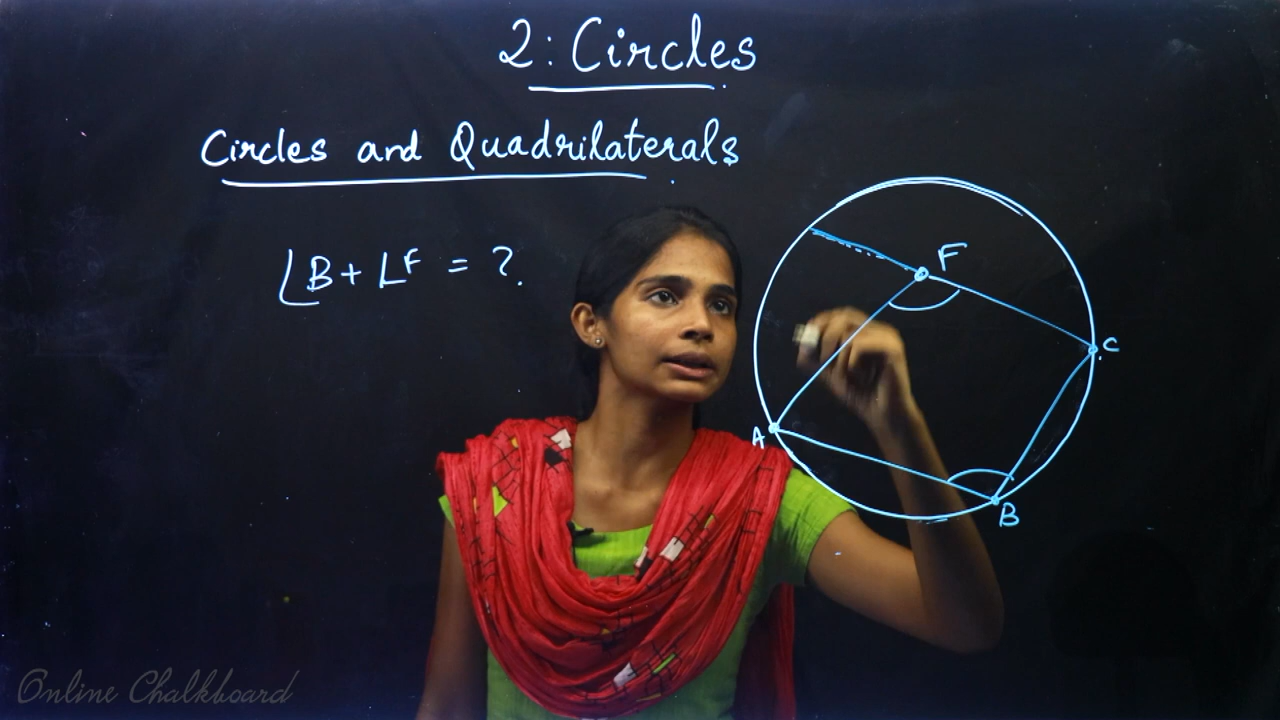 2: Circles
Circles and Quadrilaterals
∠B + ∠F = ?
F
C
A
B
Online Chalkboard